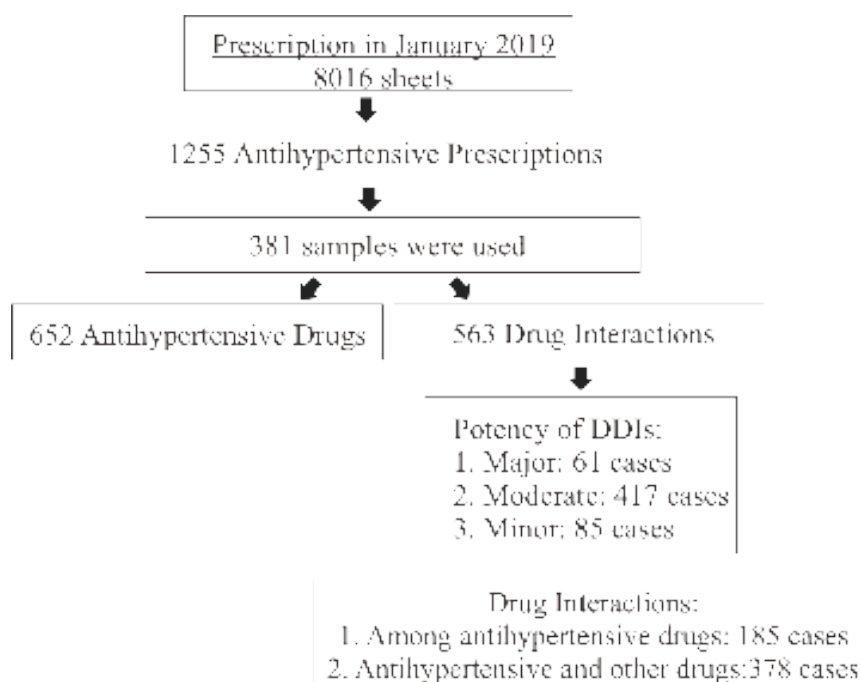 Prescription in January 2019
8016 sheets
1255 Antihypertensive Prescriptions
381 samples were used
652 Antihypertensive Drugs
563 Drug Interactions
Potency of DDIs:
1. Major: 61 cases
2. Moderate: 417 cases
3. Minor: 85 cases
Drug Interactions:
1. Among antihypertensive drugs: 185 cases
2. Antihypertensive and other drugs:378 cases